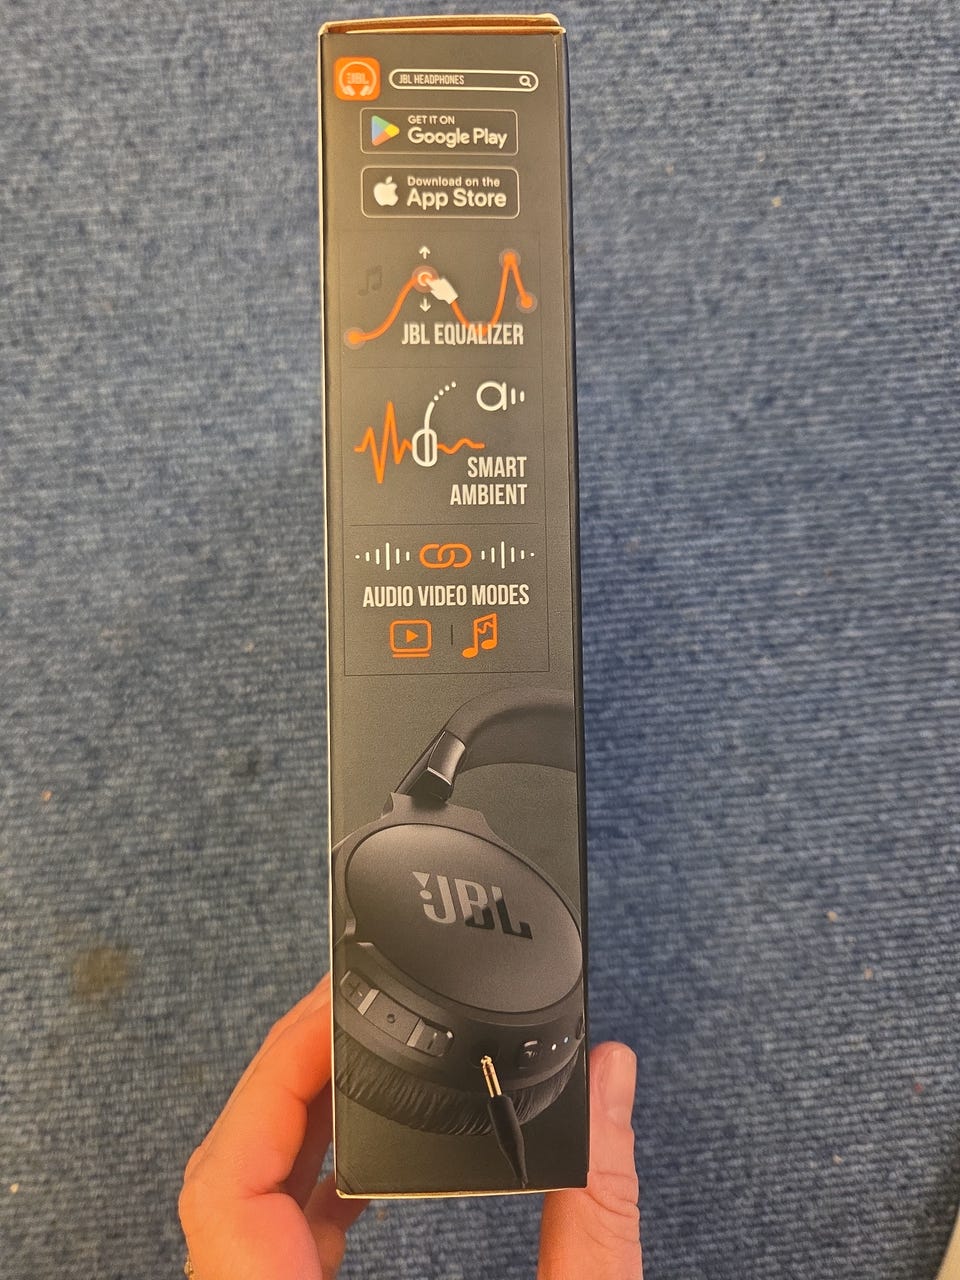 JBL
JBL HEADPHONES
GET IT ON
Google Play
Download on the
App Store
JBL EQUALIZER
a
SMART
AMBIENT
AUDIO VIDEO MODES
JBL